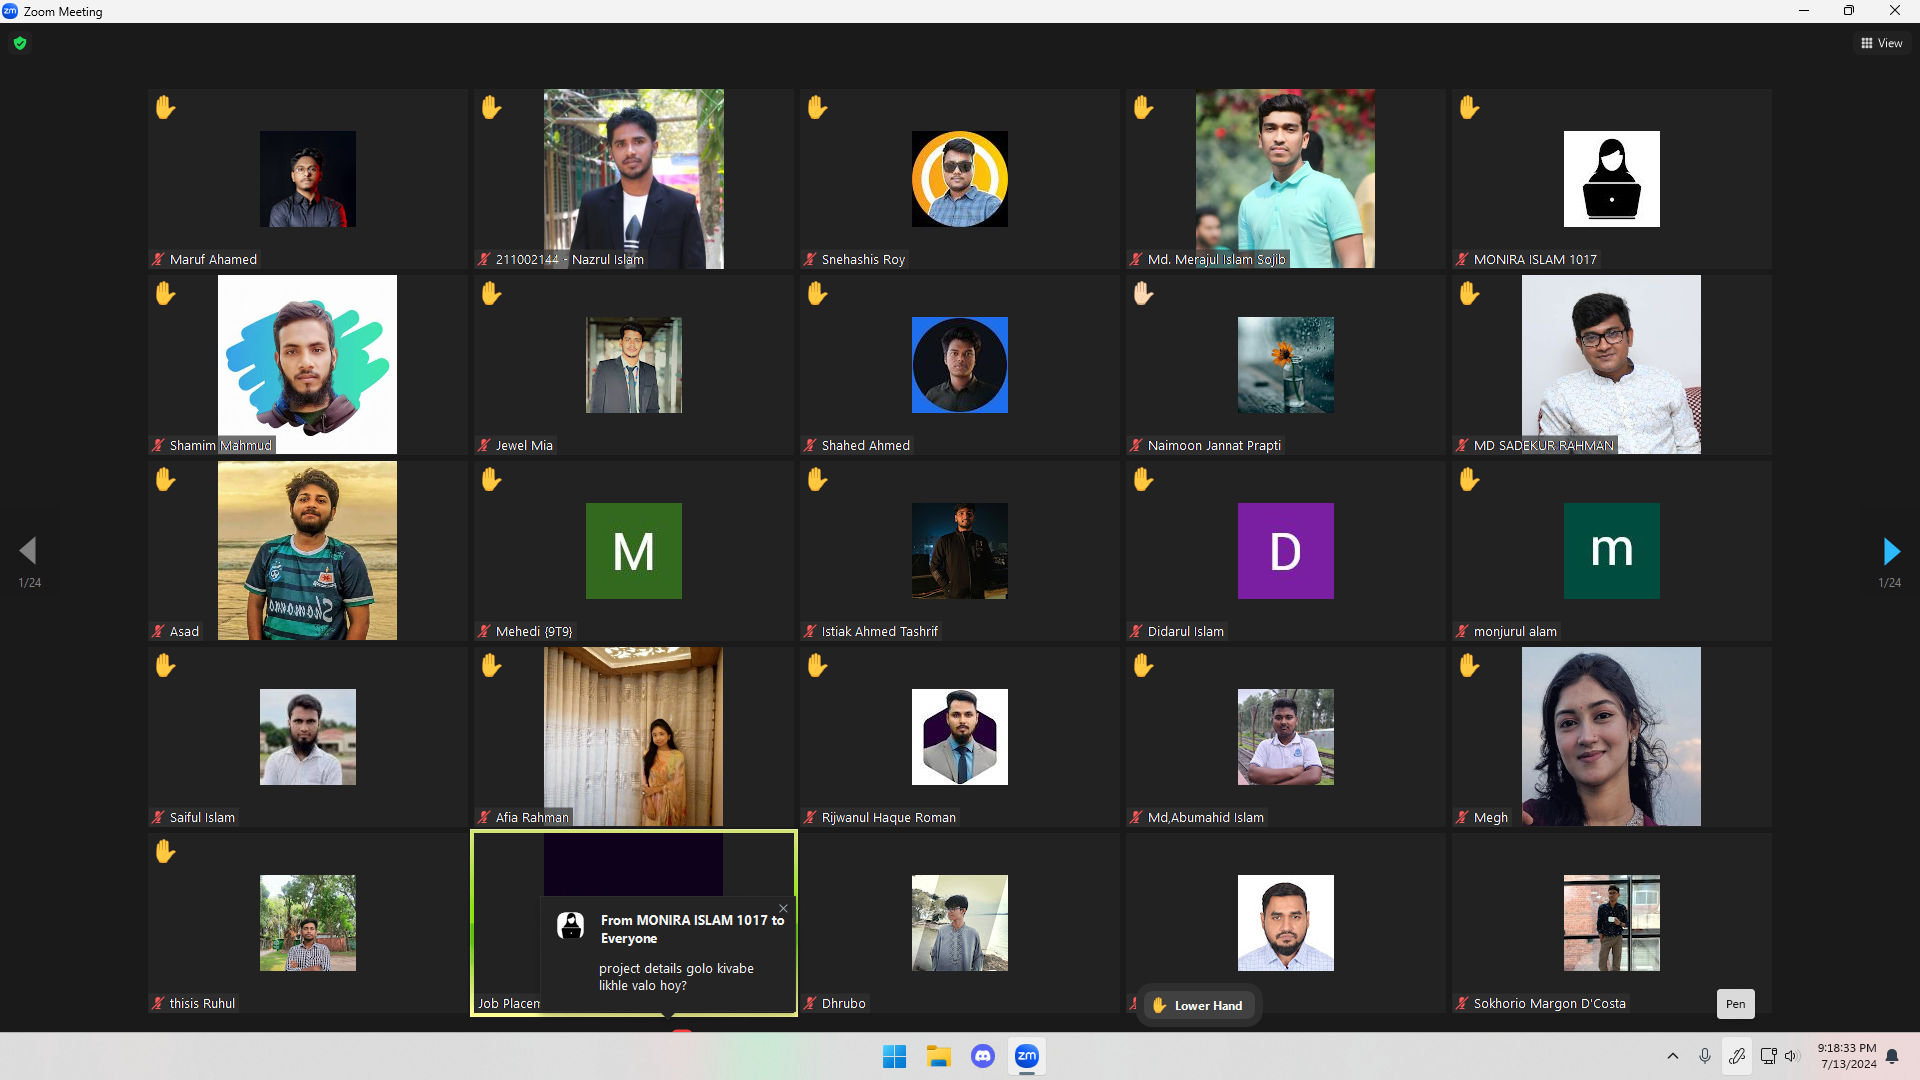 Zoom Meeting
View
Maruf Ahamed
211002144 - Nazrul Islam
Snehashis Roy
Md. Merajul Islam Sojib
MONIRA ISLAM 1017
Shamim Mahmud
Jewel Mia
Shahed Ahmed
Naimoon Jannat Prapti
MD SADEKUR RAHMAN
1/24
1/24
Asad
M
Mehedi {9T9}
Istiak Ahmed Tashrif
D
Didarul Islam
m
monjurul alam
Saiful Islam
Afia Rahman
Rijwanul Haque Roman
Md,Abumahid Islam
Megh
From MONIRA ISLAM 1017 to
Everyone
project details golo kivabe
likhle valo hoy?
thisis Ruhul
Job Placem
Dhrubo
Lower Hand
Sokhorio Margon D'Costa
Pen
zm
9:18:33 PM
7/13/2024